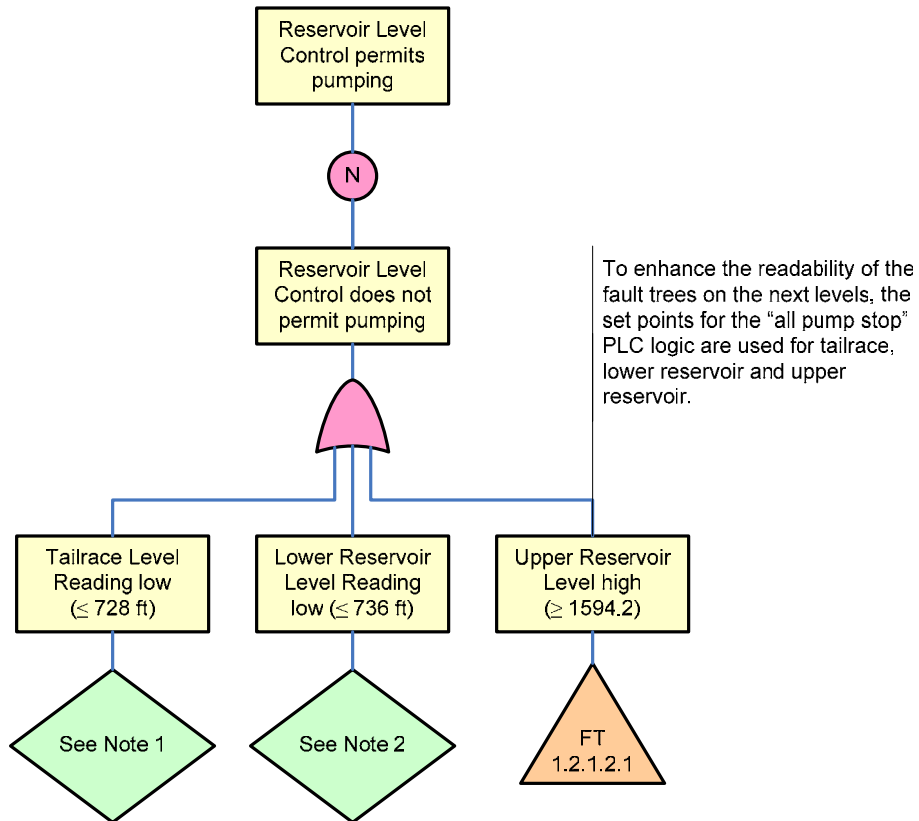 Reservoir Level
Control permits
pumping
N
Reservoir Level
Control does not
permit pumping
To enhance the readability of the
fault trees on the next levels, the
set points for the “all pump stop”
PLC logic are used for tailrace,
lower reservoir and upper
reservoir.
Tailrace Level
Reading low
(≤ 728 ft)
Lower Reservoir
Level Reading
low (≤ 736 ft)
Upper Reservoir
Level high
(≥ 1594.2)
See Note 1
See Note 2
FT
1.2.1.2.1